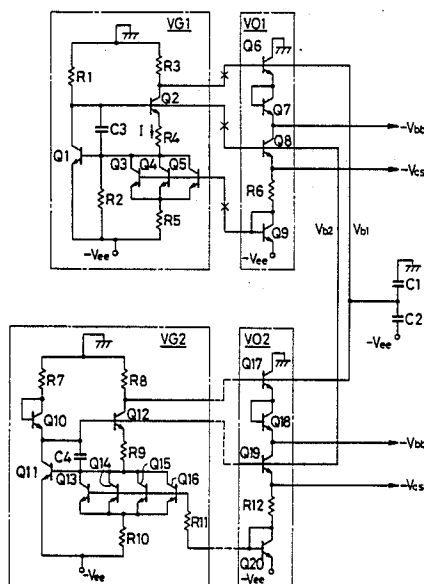 VG1
VO1
Q6
R1
R3
Q2
Q7
-Vbb
C3
I
R4
Q8
-Vcs
Q1
Q3
Q4
Q5
R2
R6
Vb2
Vb1
R5
Q9
-Vee
-Vee
C1
C2
-Vee
VG2
VO2
Q17
R7
R8
Q10
Q12
Q18
-Vbb
C4
R9
Q19
Q11
Q13
Q14
Q15
Q16
-Vcs
R11
R12
R10
Q20
-Vee
-Vee